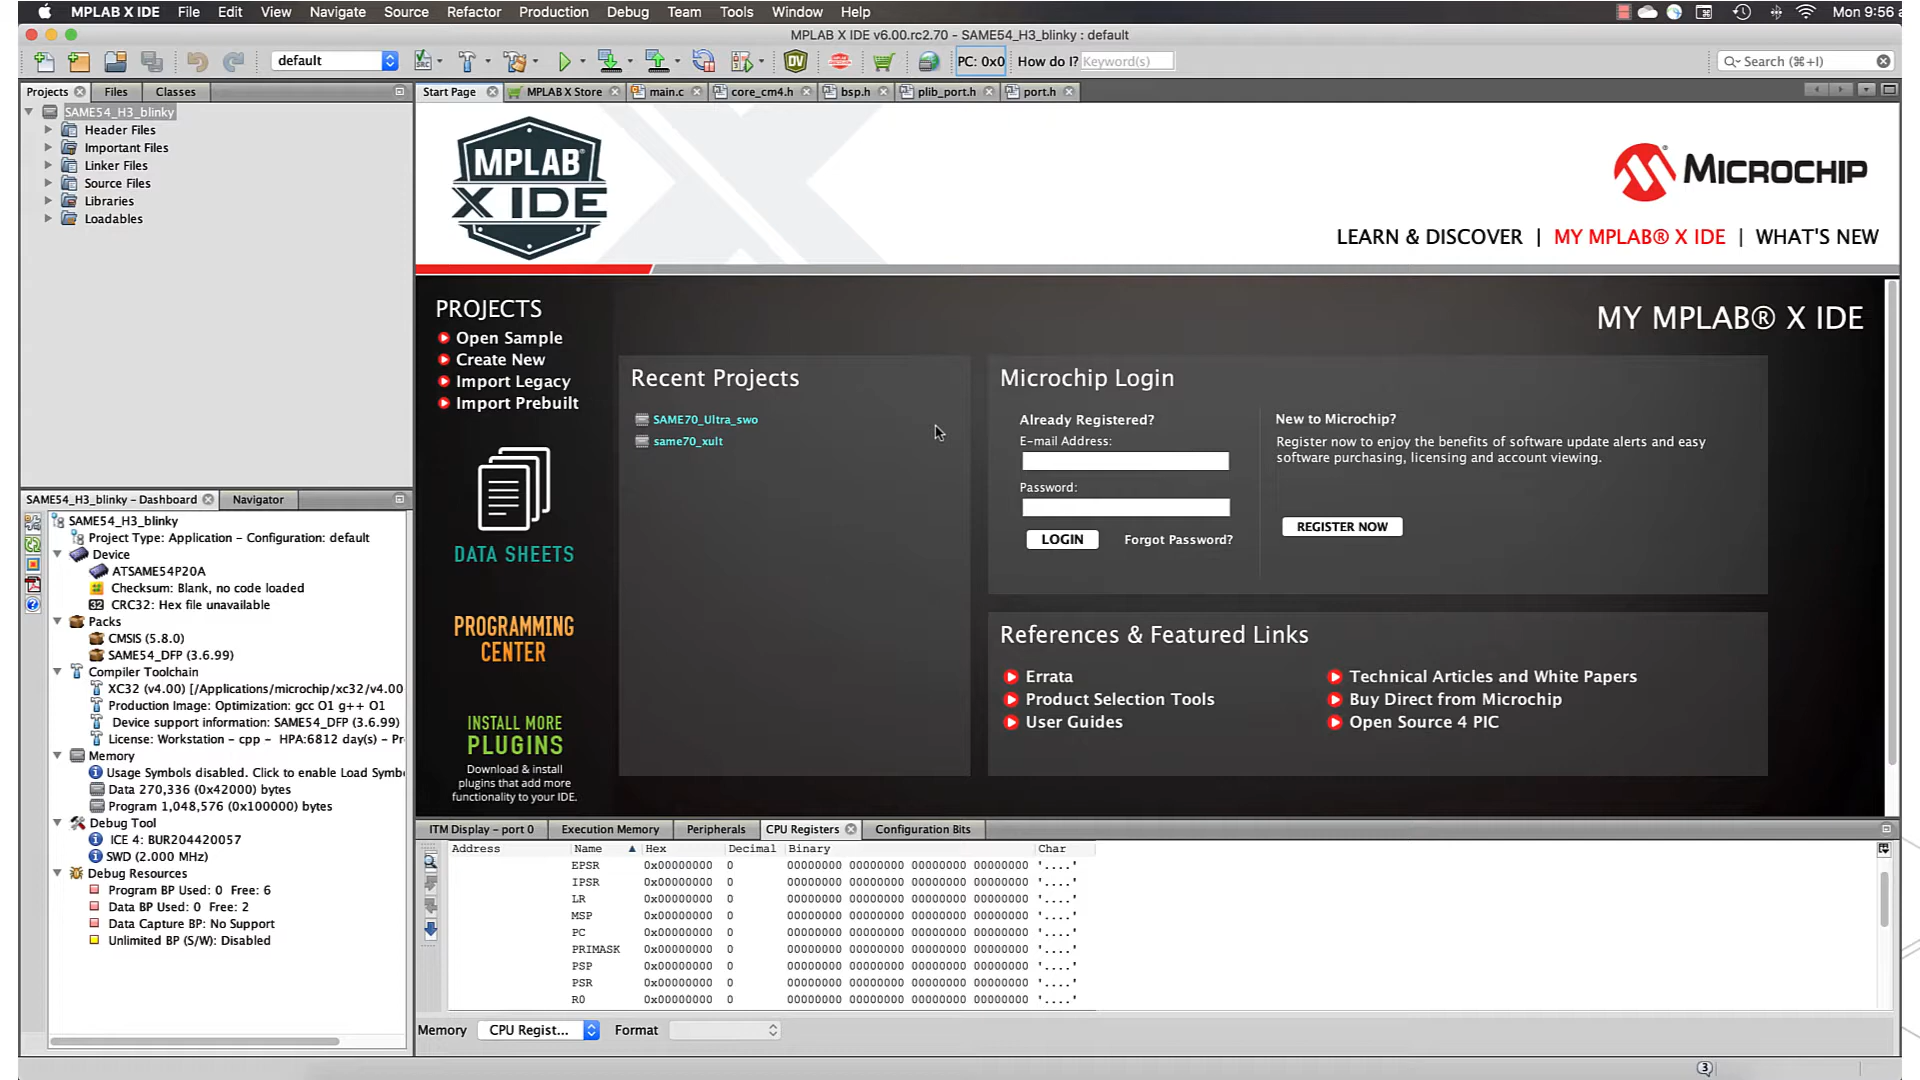 MPLAB X IDE File Edit View Navigate Source Refactor Production Debug Team Tools Window Help Mon 9:56
MPLAB X IDE v6.00.rc2.70 - SAME54_H3_blinky : default
default PC: 0x0 How do I? Keyword(s) Search (⌘+I)
Projects Files Classes
Start Page MPLAB X Store main.c core_cm4.h bsp.h plib_port.h port.h
SAME54_H3_blinky
Header Files
Important Files
Linker Files
Source Files
Libraries
Loadables
MPLAB
X IDE
MICROCHIP
LEARN & DISCOVER | MY MPLAB® X IDE | WHAT'S NEW
PROJECTS
Open Sample
Create New
Import Legacy
Import Prebuilt
DATA SHEETS
PROGRAMMING
CENTER
INSTALL MORE
PLUGINS
Download & install
plugins that add more
functionality to your IDE.
MY MPLAB® X IDE
Recent Projects
SAME70_Ultra_swo
same70_xult
Microchip Login
Already Registered?
E-mail Address:
Password:
LOGIN Forgot Password?
New to Microchip?
Register now to enjoy the benefits of software update alerts and easy
software purchasing, licensing and account viewing.
REGISTER NOW
References & Featured Links
Errata
Product Selection Tools
User Guides
Technical Articles and White Papers
Buy Direct from Microchip
Open Source 4 PIC
SAME54_H3_blinky - Dashboard Navigator
SAME54_H3_blinky
Project Type: Application - Configuration: default
Device
ATSAME54P20A
Checksum: Blank, no code loaded
32 CRC32: Hex file unavailable
Packs
CMSIS (5.8.0)
SAME54_DFP (3.6.99)
Compiler Toolchain
XC32 (v4.00) [/Applications/microchip/xc32/v4.00
Production Image: Optimization: gcc O1 g++ O1
Device support information: SAME54_DFP (3.6.99)
License: Workstation - cpp - HPA:6812 day(s) - Pr
Memory
Usage Symbols disabled. Click to enable Load Symb
Data 270,336 (0x42000) bytes
Program 1,048,576 (0x100000) bytes
Debug Tool
ICE 4: BUR204420057
SWD (2.000 MHz)
Debug Resources
Program BP Used: 0 Free: 6
Data BP Used: 0 Free: 2
Data Capture BP: No Support
Unlimited BP (S/W): Disabled
ITM Display - port 0 Execution Memory Peripherals CPU Registers Configuration Bits
Address Name Hex Decimal Binary Char
EPSR 0x00000000 0 00000000 00000000 00000000 00000000 '....'
IPSR 0x00000000 0 00000000 00000000 00000000 00000000 '....'
LR 0x00000000 0 00000000 00000000 00000000 00000000 '....'
MSP 0x00000000 0 00000000 00000000 00000000 00000000 '....'
PC 0x00000000 0 00000000 00000000 00000000 00000000 '....'
PRIMASK 0x00000000 0 00000000 00000000 00000000 00000000 '....'
PSP 0x00000000 0 00000000 00000000 00000000 00000000 '....'
PSR 0x00000000 0 00000000 00000000 00000000 00000000 '....'
R0 0x00000000 0 00000000 00000000 00000000 00000000 '....'
Memory CPU Regist... Format
3